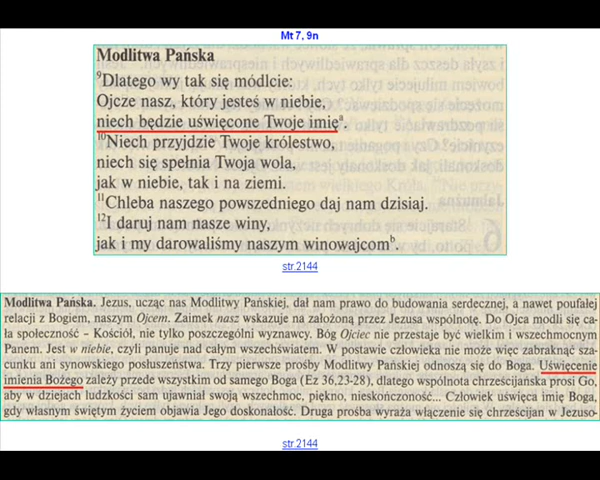 Mt 7, 9n
Modlitwa Pańska
9Dlatego wy tak się módlcie:
Ojcze nasz, który jesteś w niebie,
niech będzie uświęcone Twoje imięa.
10Niech przyjdzie Twoje królestwo,
niech się spełnia Twoja wola,
jak w niebie, tak i na ziemi.
11Chleba naszego powszedniego daj nam dzisiaj.
12I daruj nam nasze winy,
jak i my darowaliśmy naszym winowajcomb.
str.2144
Modlitwa Pańska. Jezus, ucząc nas Modlitwy Pańskiej, dał nam prawo do budowania serdecznej, a nawet poufałej
relacji z Bogiem, naszym Ojcem. Zaimek nasz wskazuje na założoną przez Jezusa wspólnotę. Do Ojca modli się ca-
ła społeczność – Kościół, nie tylko poszczególni wyznawcy. Bóg Ojciec nie przestaje być wielkim i wszechmocnym
Panem. Jest w niebie, czyli panuje nad całym wszechświatem. W postawie człowieka nie może więc zabraknąć sza-
cunku ani synowskiego posłuszeństwa. Trzy pierwsze prośby Modlitwy Pańskiej odnoszą się do Boga. Uświęcenie
imienia Bożego zależy przede wszystkim od samego Boga (Ez 36,23-28), dlatego wspólnota chrześcijańska prosi Go,
aby w dziejach ludzkości sam ujawniał swoją wszechmoc, piękno, nieskończoność... Człowiek uświęca imię Boga,
gdy własnym świętym życiem objawia Jego doskonałość. Druga prośba wyraża włączenie się chrześcijan w Jezuso-
str.2144